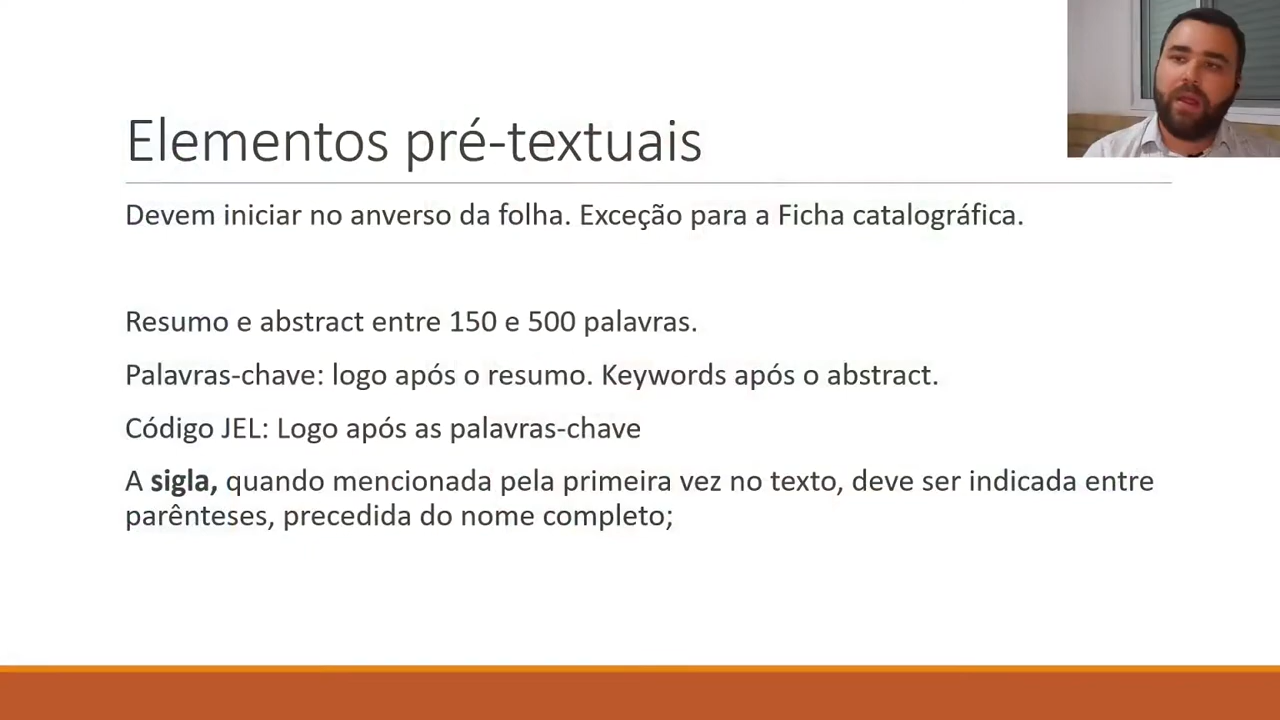 Elementos pré-textuais
Devem iniciar no anverso da folha. Exceção para a Ficha catalográfica.
Resumo e abstract entre 150 e 500 palavras.
Palavras-chave: logo após o resumo. Keywords após o abstract.
Código JEL: Logo após as palavras-chave
A sigla, quando mencionada pela primeira vez no texto, deve ser indicada entre
parênteses, precedida do nome completo;